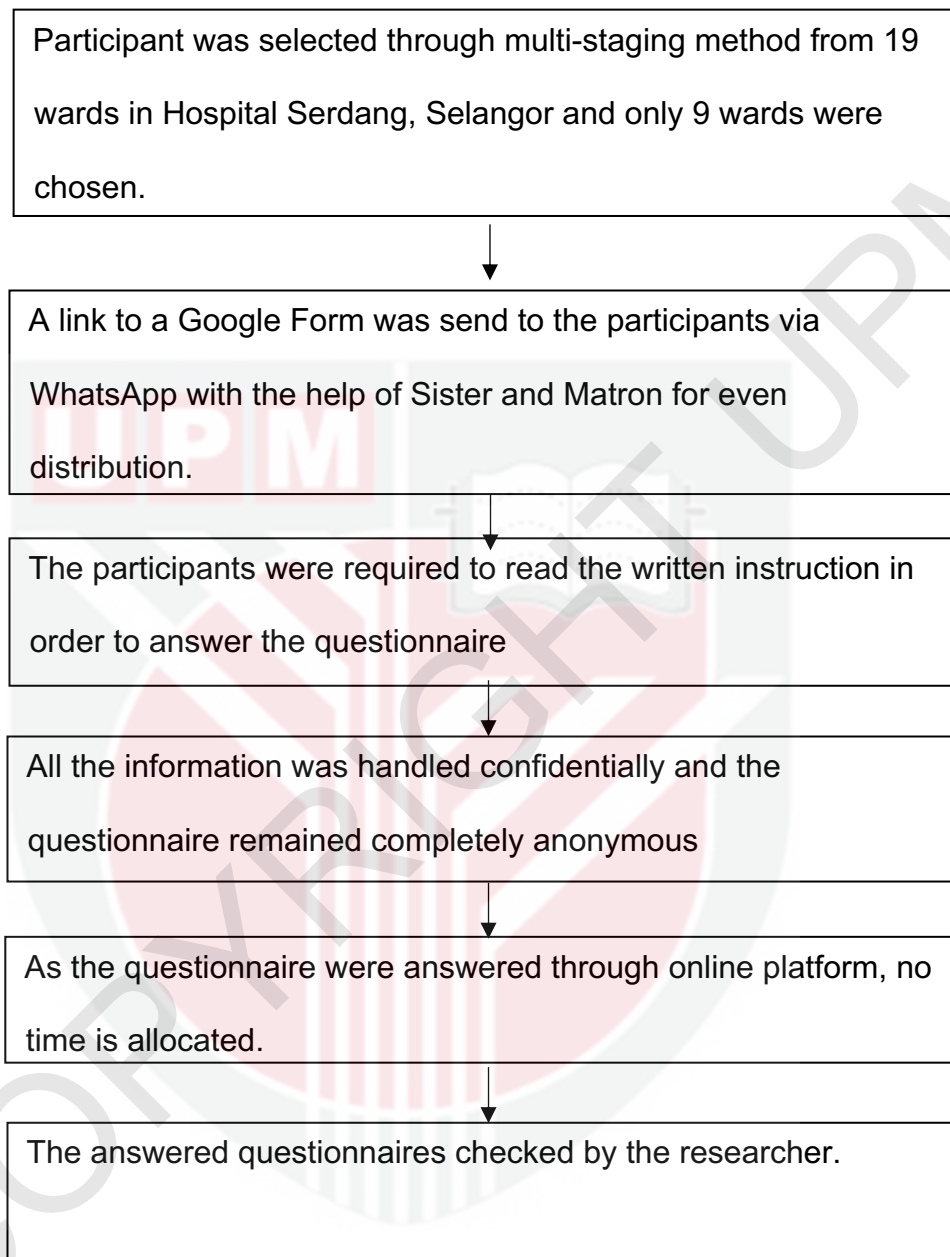 Participant was selected through multi-staging method from 19
wards in Hospital Serdang, Selangor and only 9 wards were
chosen.
A link to a Google Form was send to the participants via
WhatsApp with the help of Sister and Matron for even
distribution.
UPM
The participants were required to read the written instruction in
order to answer the questionnaire
All the information was handled confidentially and the
questionnaire remained completely anonymous
As the questionnaire were answered through online platform, no
time is allocated.
The answered questionnaires checked by the researcher.
COPYRIGHT UPM